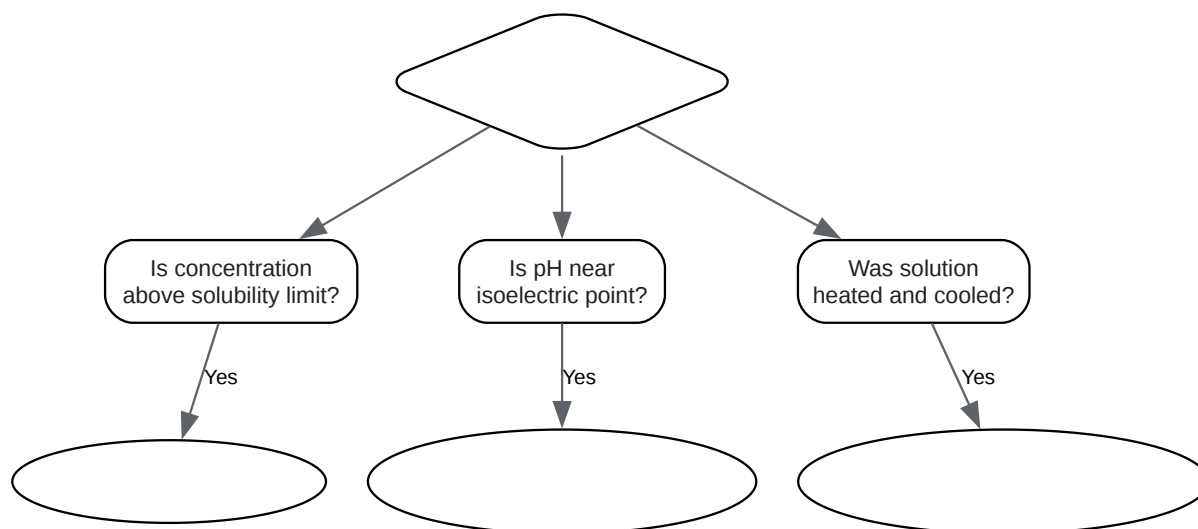 Is concentration
above solubility limit?
Is pH near
isoelectric point?
Was solution
heated and cooled?
Yes
Yes
Yes